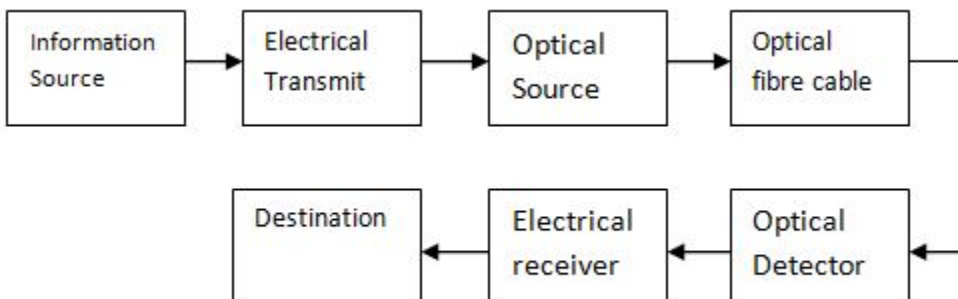 Information
Source
Electrical
Transmit
Optical
Source
Optical
fibre cable
Destination
Electrical
receiver
Optical
Detector